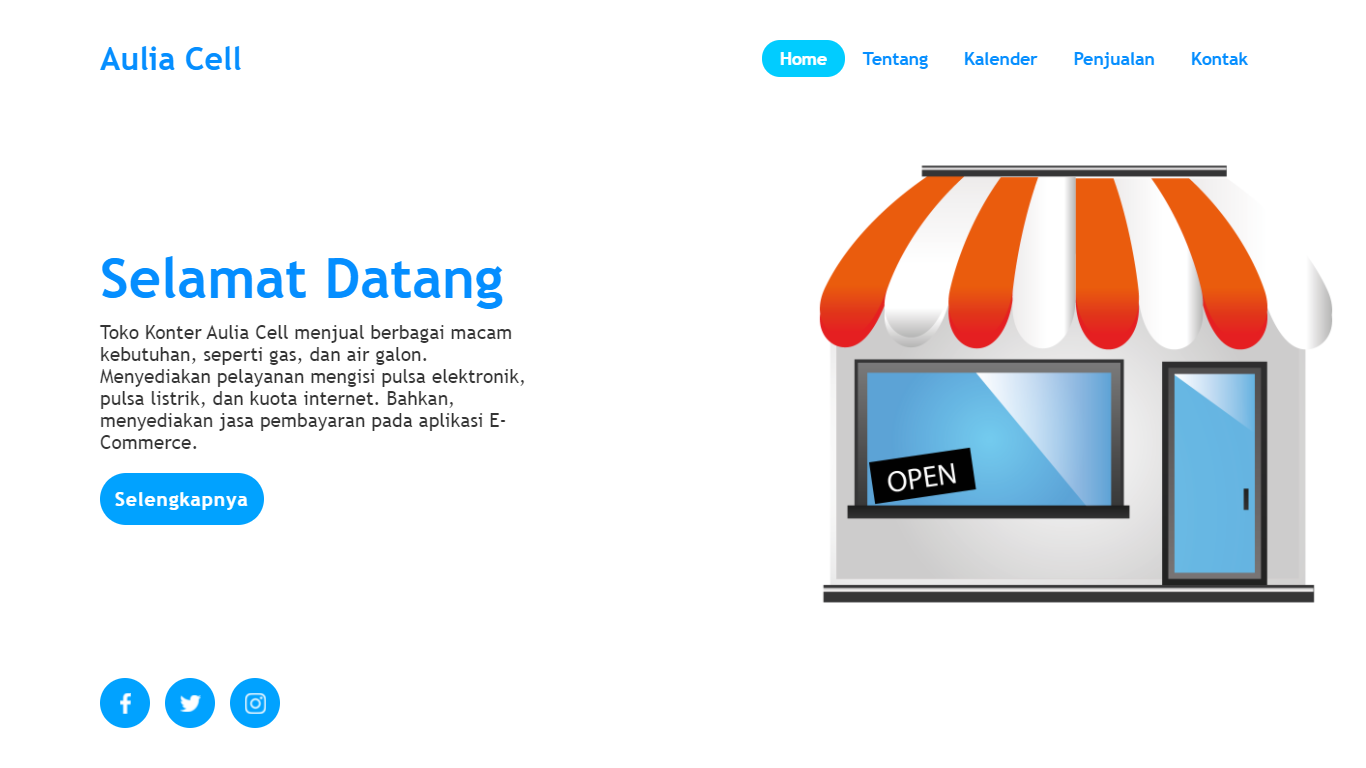 Aulia Cell
Home Tentang Kalender Penjualan Kontak
Selamat Datang
Toko Konter Aulia Cell menjual berbagai macam
kebutuhan, seperti gas, dan air galon.
Menyediakan pelayanan mengisi pulsa elektronik,
pulsa listrik, dan kuota internet. Bahkan,
menyediakan jasa pembayaran pada aplikasi E-
Commerce.
OPEN
Selengkapnya